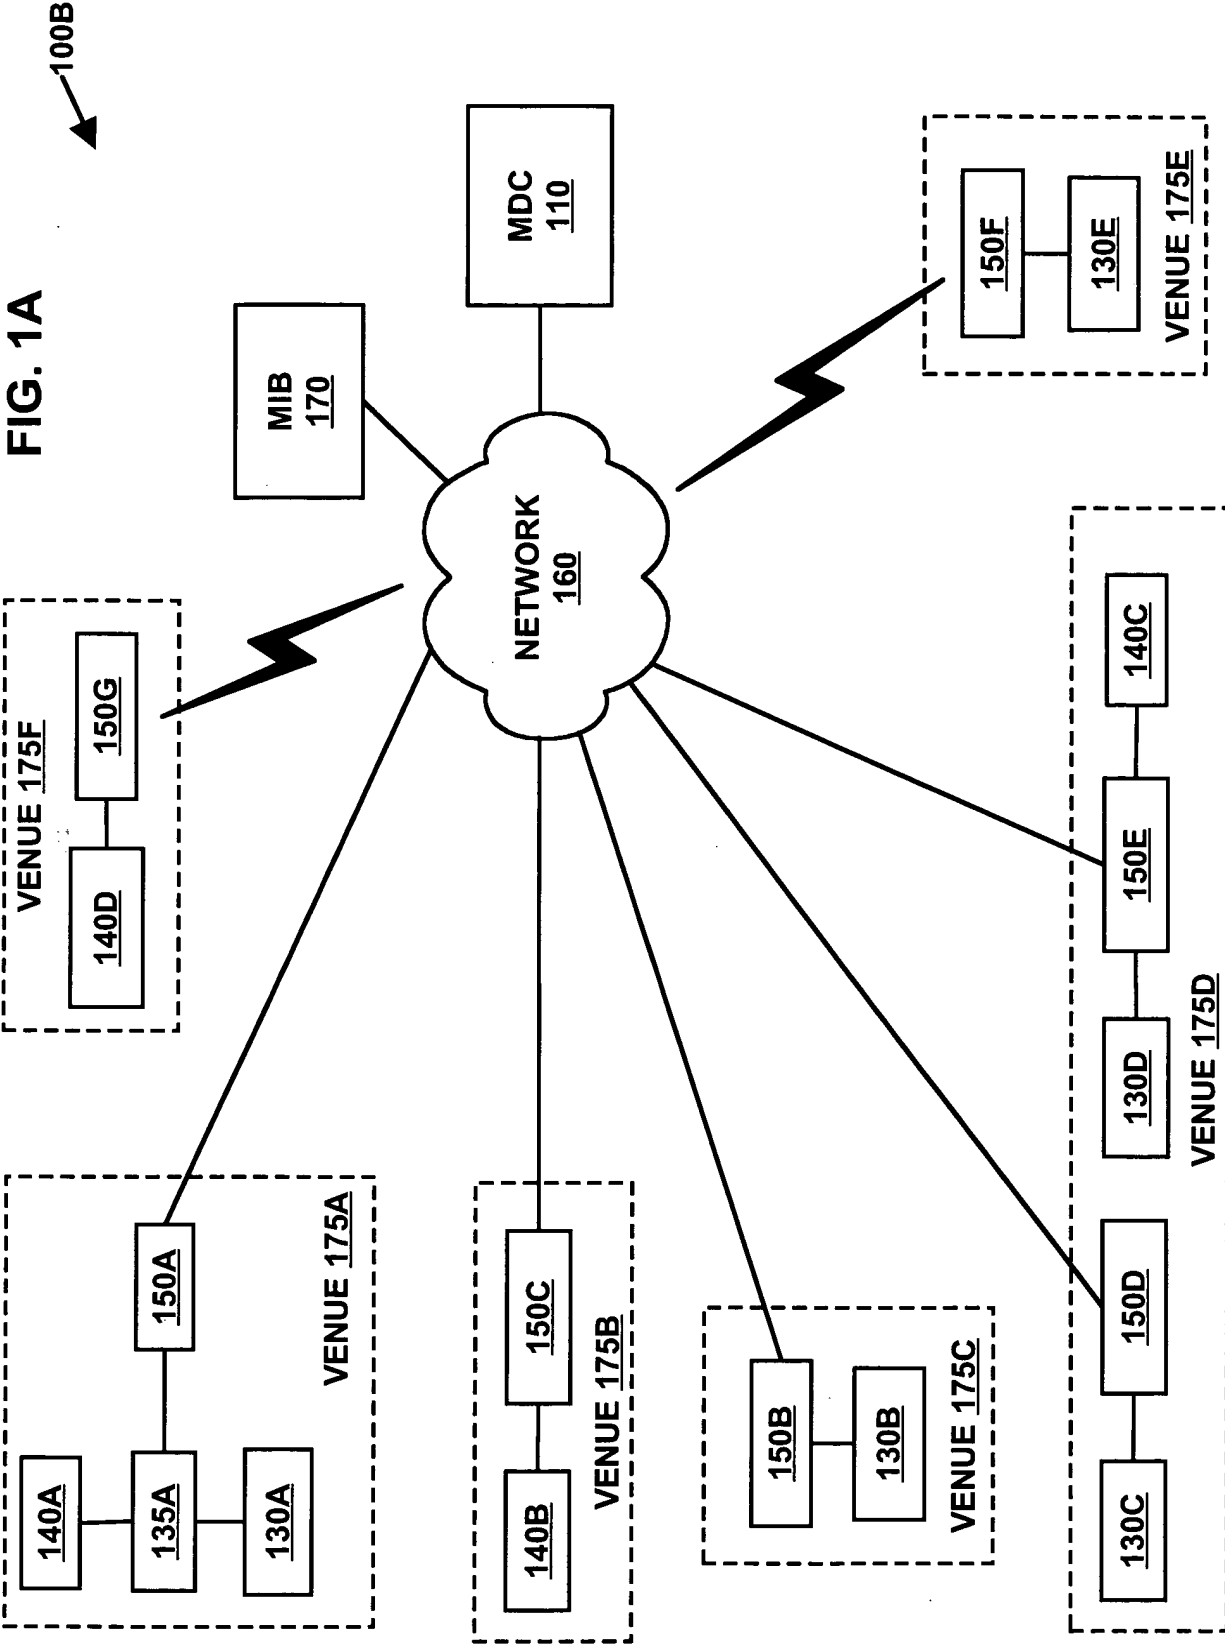 FIG. 1A
100B
MIB
170
MDC
110
NETWORK
160
VENUE 175F
140D
150G
140A
135A
130A
150A
VENUE 175A
140B
150C
VENUE 175B
150B
130B
VENUE 175C
130C
150D
130D
150E
140C
VENUE 175D
150F
130E
VENUE 175E